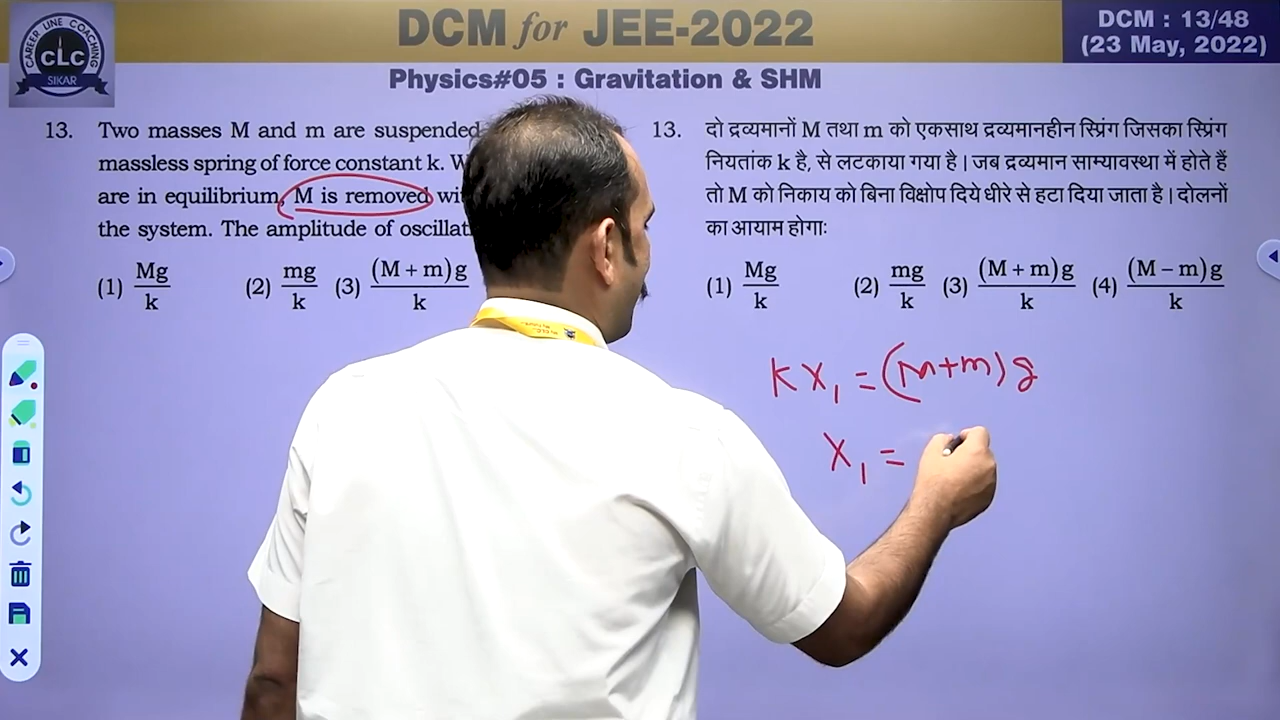 CAREER LINE COACHING
CLC
SIKAR
DCM for JEE-2022
DCM : 13/48
(23 May, 2022)
Physics#05 : Gravitation & SHM
13. Two masses M and m are suspended
massless spring of force constant k.
are in equilibrium, M is removed
the system. The amplitude of
(1) Mg/k (2) mg/k (3) (M + m)g/k
13. दो द्रव्यमानों M तथा m को एकसाथ द्रव्यमानहीन स्प्रिंग जिसका स्प्रिंग
नियतांक k है, से लटकाया गया है। जब द्रव्यमान साम्यावस्था में होते हैं
तो M को निकाय को बिना विक्षोप दिये धीरे से हटा दिया जाता है। दोलनों
का आयाम होगाः
(1) Mg/k (2) mg/k (3) (M + m)g/k (4) (M − m)g/k
Kx₁ = (M+m) g
x₁ =